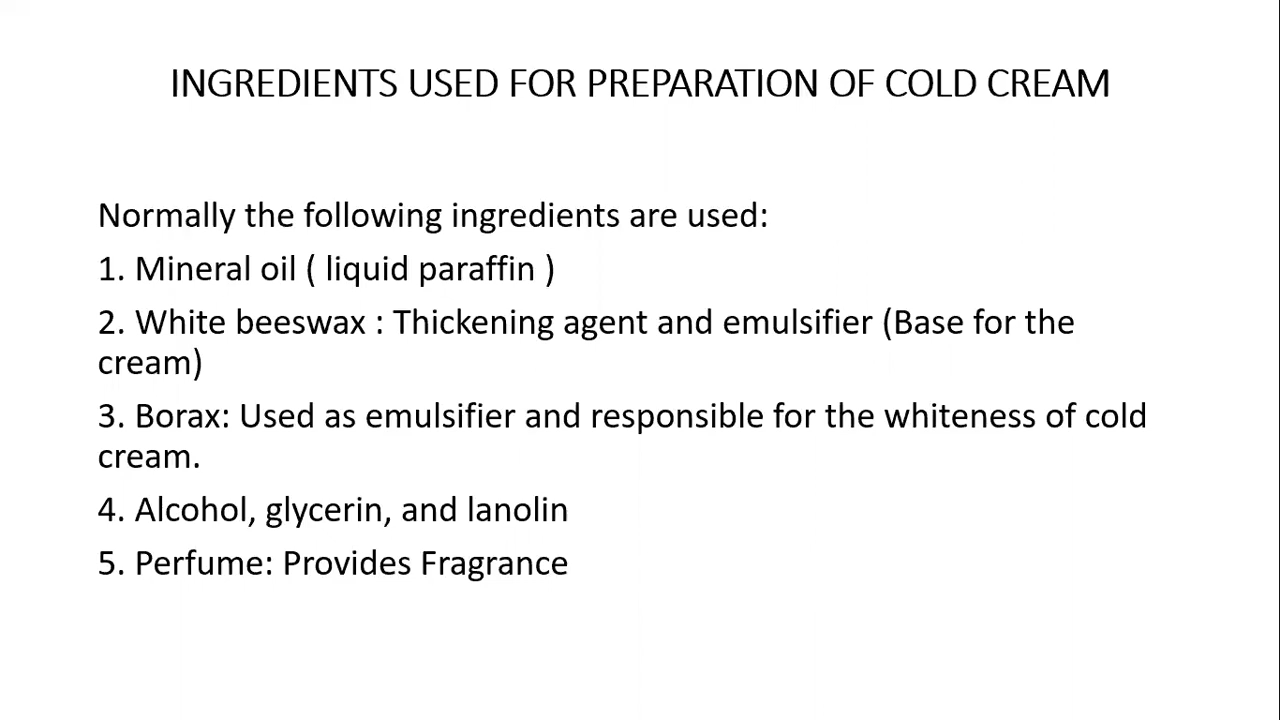 INGREDIENTS USED FOR PREPARATION OF COLD CREAM
Normally the following ingredients are used:
1. Mineral oil ( liquid paraffin )
2. White beeswax : Thickening agent and emulsifier (Base for the
cream)
3. Borax: Used as emulsifier and responsible for the whiteness of cold
cream.
4. Alcohol, glycerin, and lanolin
5. Perfume: Provides Fragrance